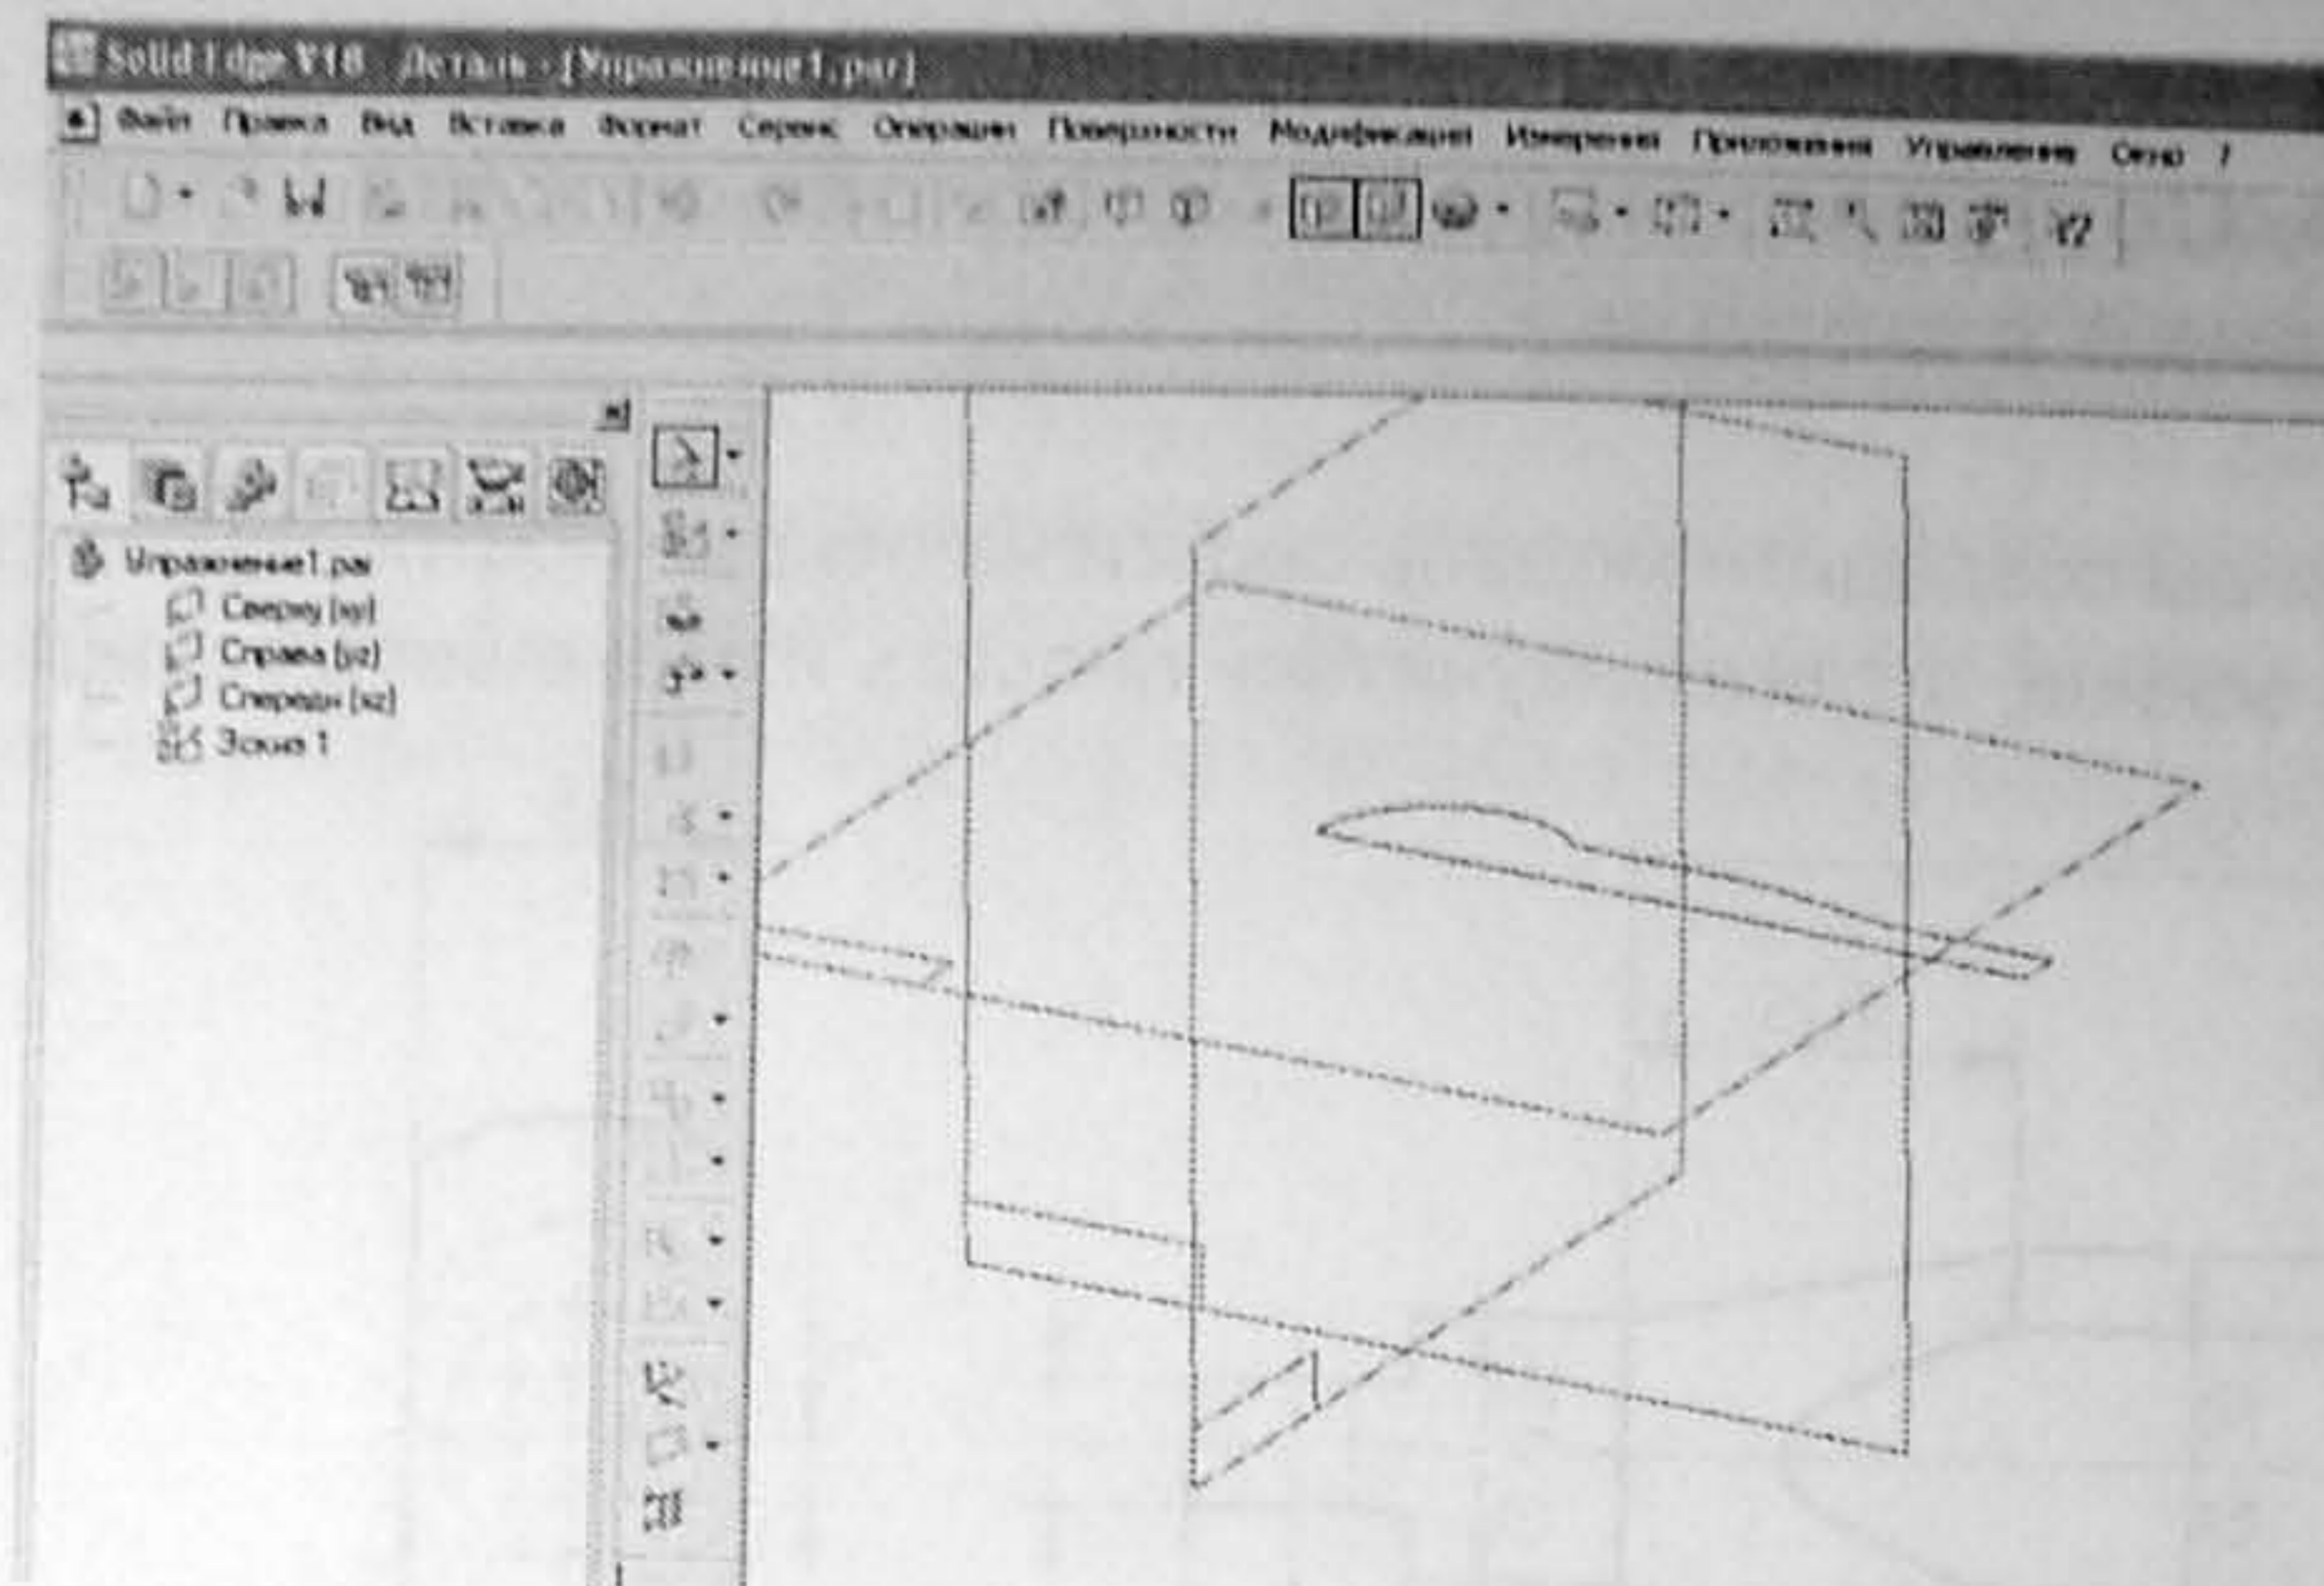 Solid Edge V18 Деталь - [Упражнение1.par]
Файл Правка Вид Вставка Формат Сервис Операции Поверхности Модификация Измерения Приложения Управление Окно ?
Упражнение1.par
Сверху (xy)
Справа (yz)
Спереди (xz)
Эскиз 1